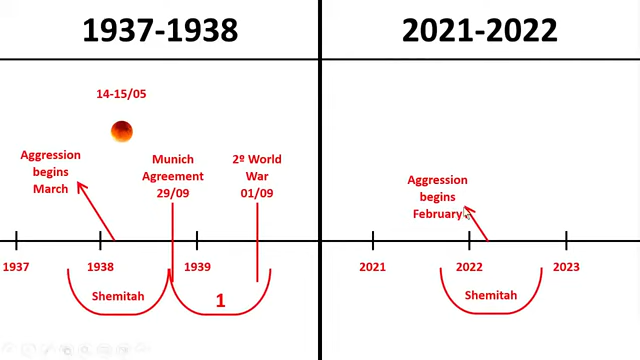 1937-1938
14-15/05
Aggression
begins
March
Munich
Agreement
29/09
2º World
War
01/09
1937
1938
1939
Shemitah
1
2021-2022
Aggression
begins
February
2021
2022
2023
Shemitah